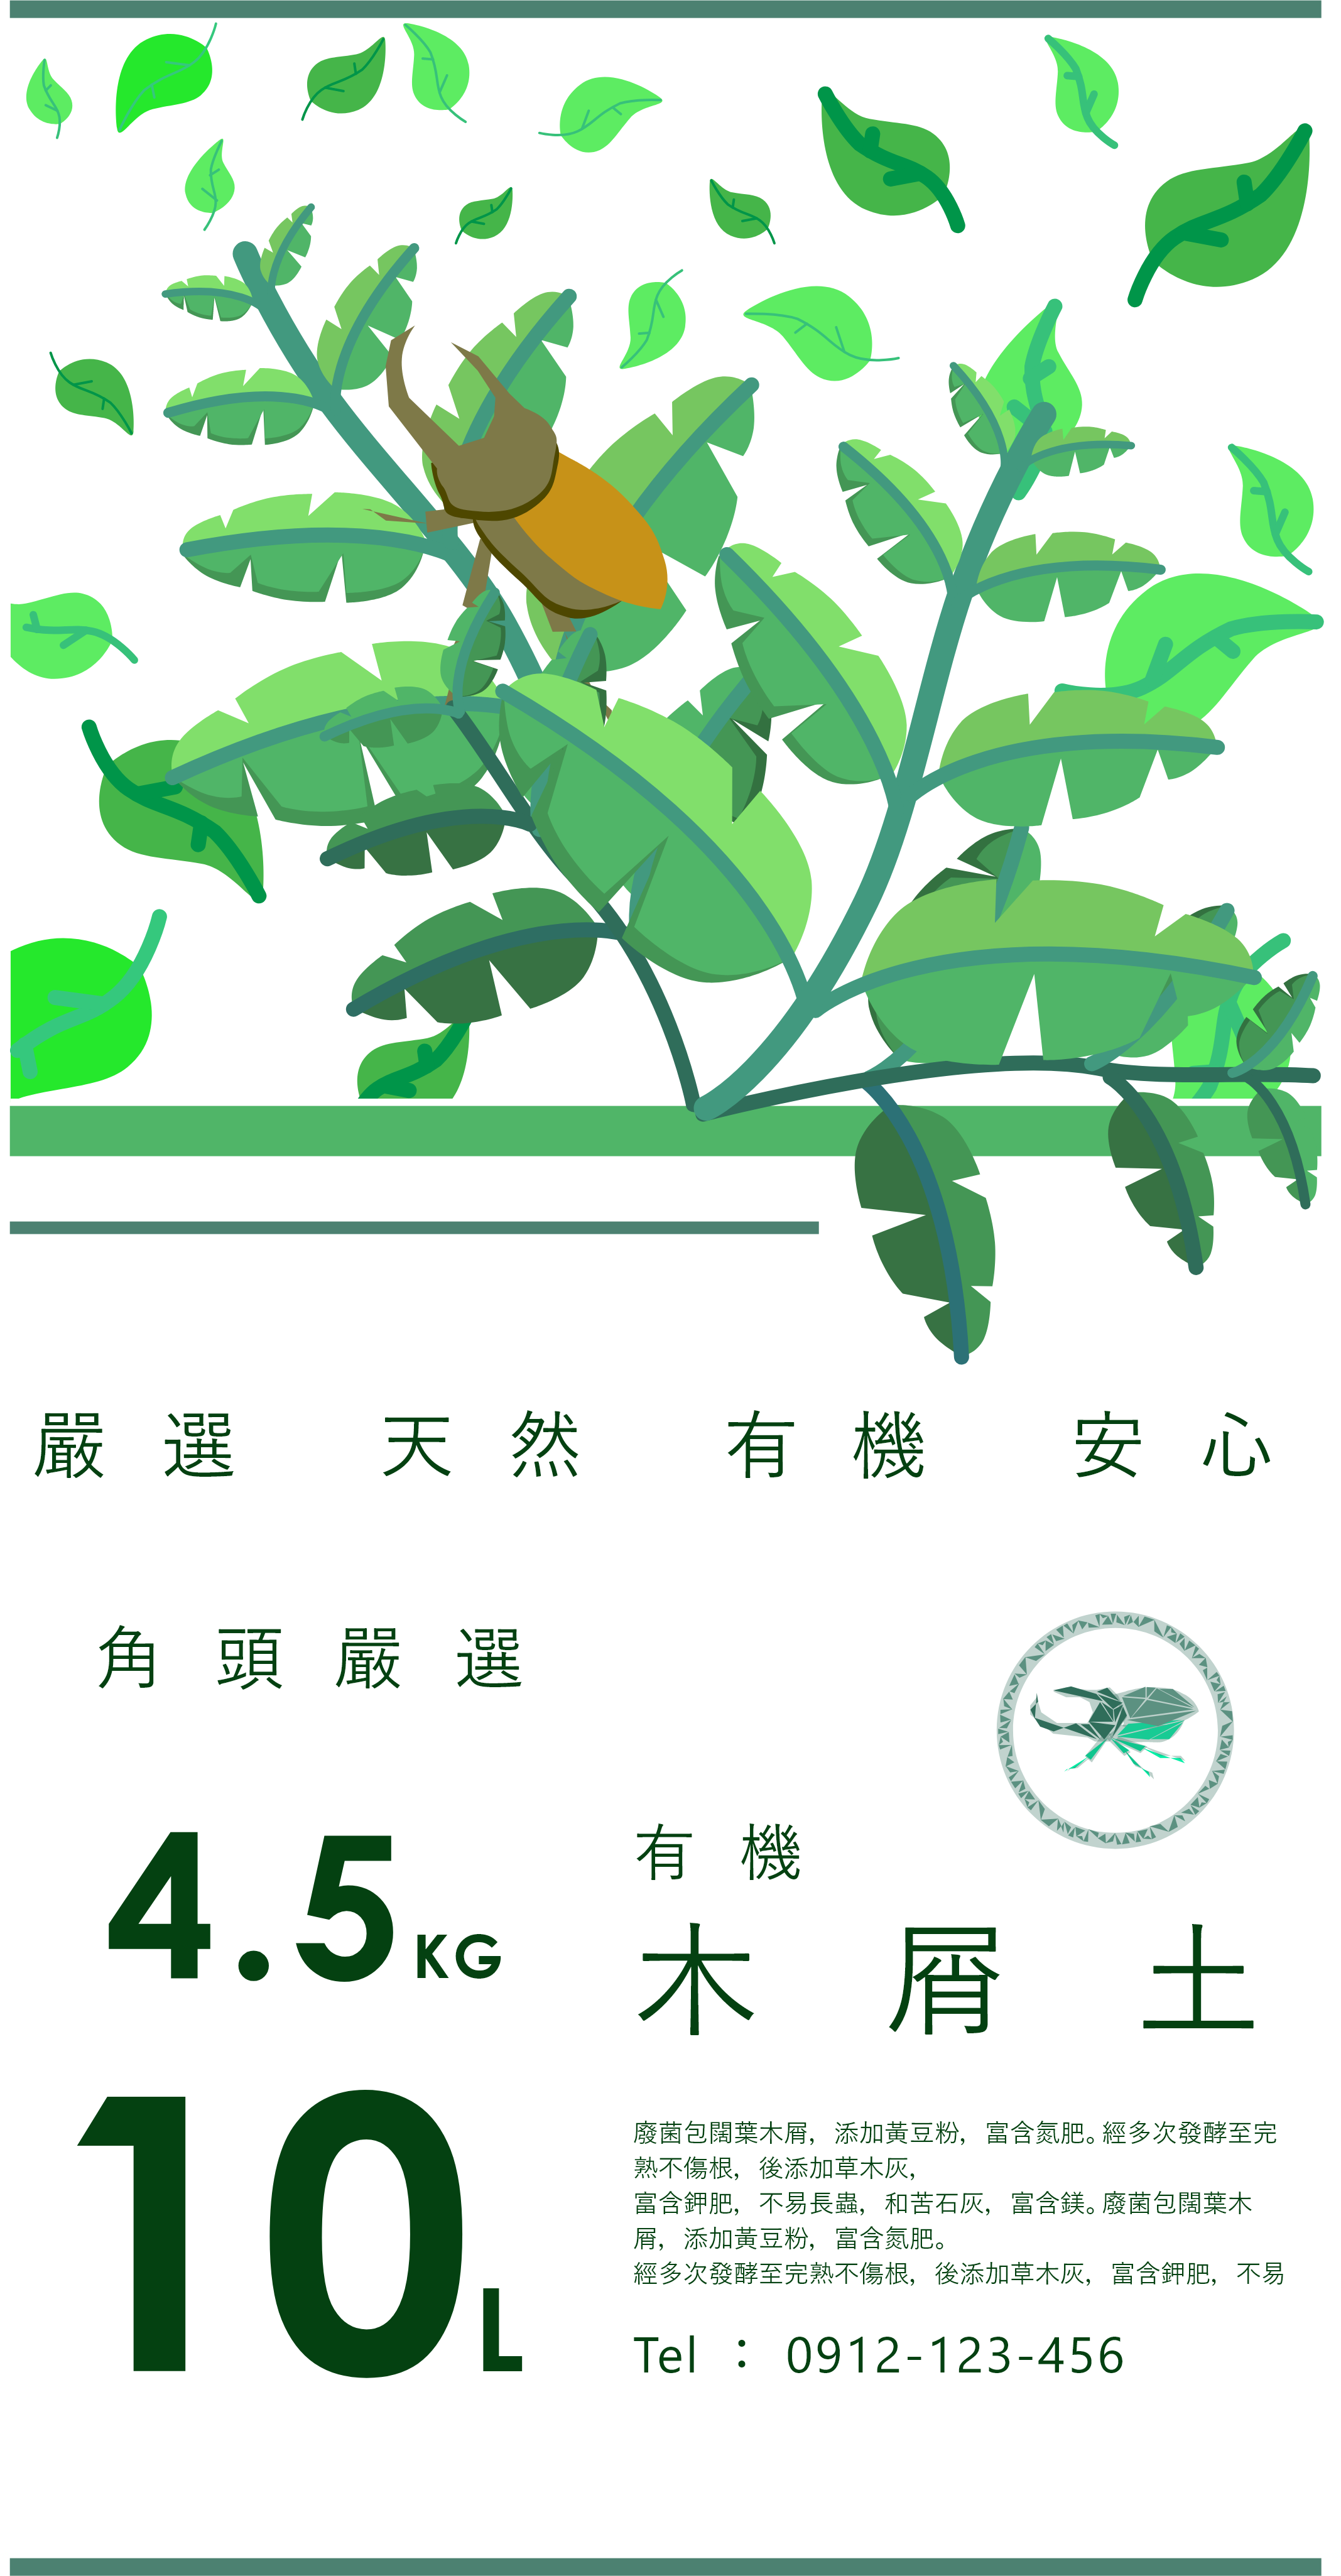 嚴選 天然 有機 安心
角頭嚴選
4.5KG
10L
有機
木屑土
廢菌包闊葉木屑，添加黃豆粉，富含氮肥。經多次發酵至完
熟不傷根，後添加草木灰，
富含鉀肥，不易長蟲，和苦石灰，富含鎂。廢菌包闊葉木
屑，添加黃豆粉，富含氮肥。
經多次發酵至完熟不傷根，後添加草木灰，富含鉀肥，不易
Tel ： 0912-123-456